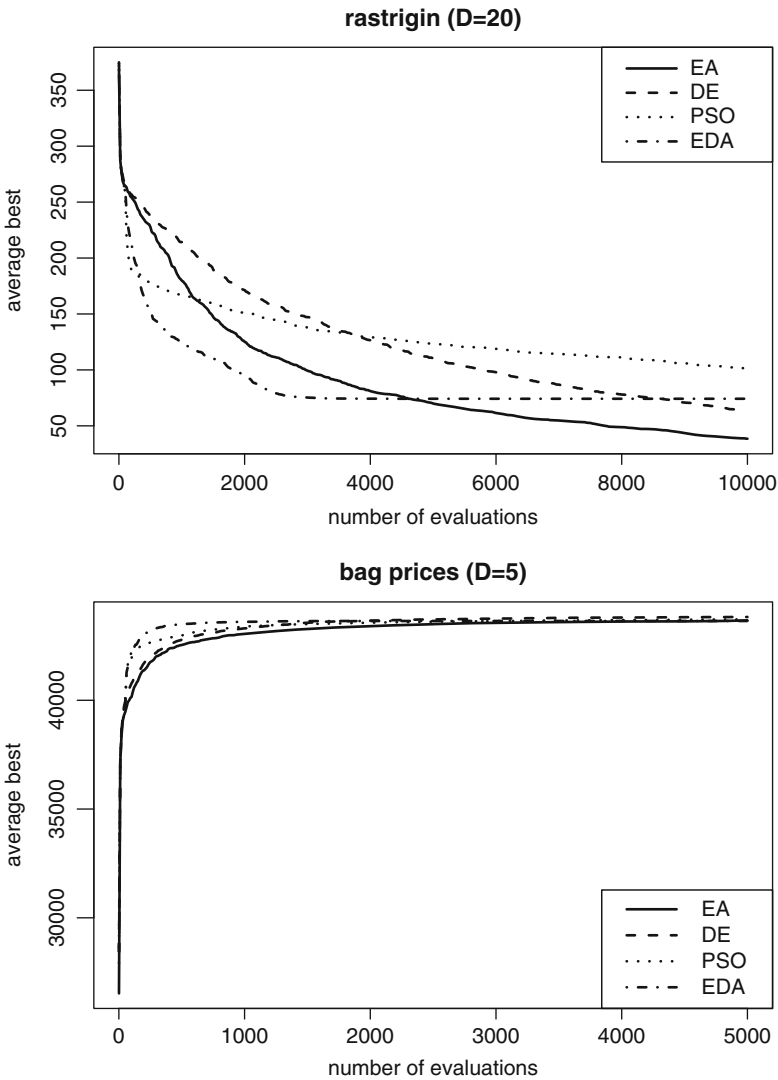 rastrigin (D=20)
EA
DE
PSO
EDA
350
300
250
200
150
100
50
average best
0 2000 4000 6000 8000 10000
number of evaluations
bag prices (D=5)
40000
35000
30000
average best
EA
DE
PSO
EDA
0 1000 2000 3000 4000 5000
number of evaluations